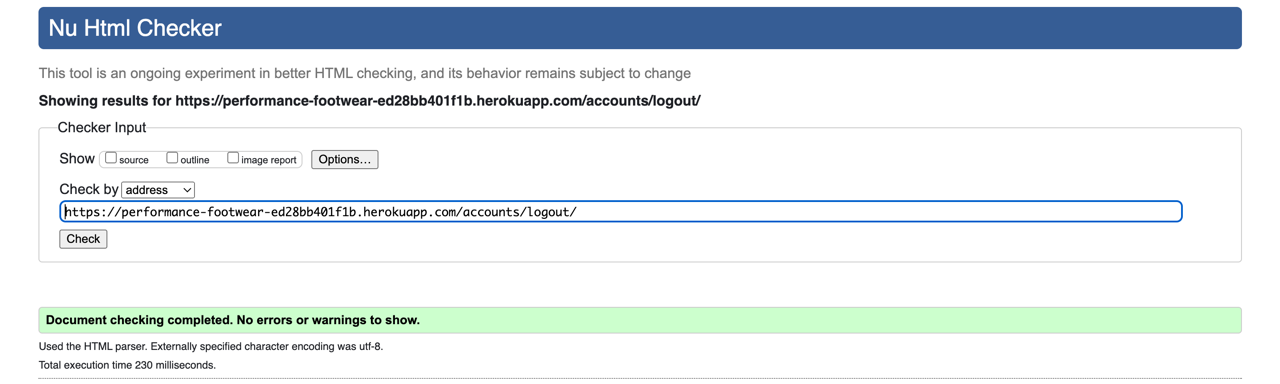 Nu Html Checker
This tool is an ongoing experiment in better HTML checking, and its behavior remains subject to change
Showing results for https://performance-footwear-ed28bb401f1b.herokuapp.com/accounts/logout/
Checker Input
Show source outline image report Options...
Check by address
https://performance-footwear-ed28bb401f1b.herokuapp.com/accounts/logout/
Check
Document checking completed. No errors or warnings to show.
Used the HTML parser. Externally specified character encoding was utf-8.
Total execution time 230 milliseconds.